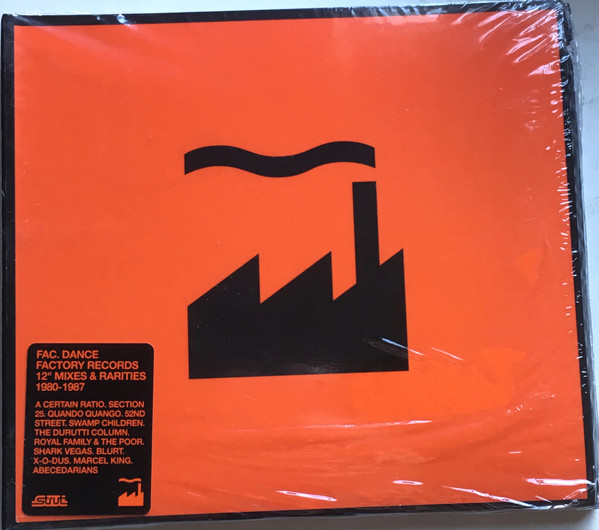 FAC. DANCE
FACTORY RECORDS
12" MIXES & RARITIES
1980-1987
A CERTAIN RATIO. SECTION
25. QUANDO QUANGO. 52ND
STREET. SWAMP CHILDREN.
THE DURUTTI COLUMN.
ROYAL FAMILY & THE POOR.
SHARK VEGAS. BLURT.
X-O-DUS. MARCEL KING.
ABECEDARIANS
strut